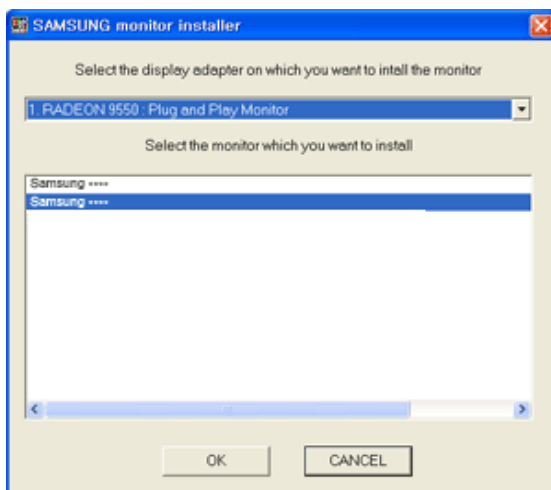 SAMSUNG monitor installer
Select the display adapter on which you want to intall the monitor
1. RADEON 9550 : Plug and Play Monitor
Select the monitor which you want to install
Samsung ****
Samsung ****
OK
CANCEL